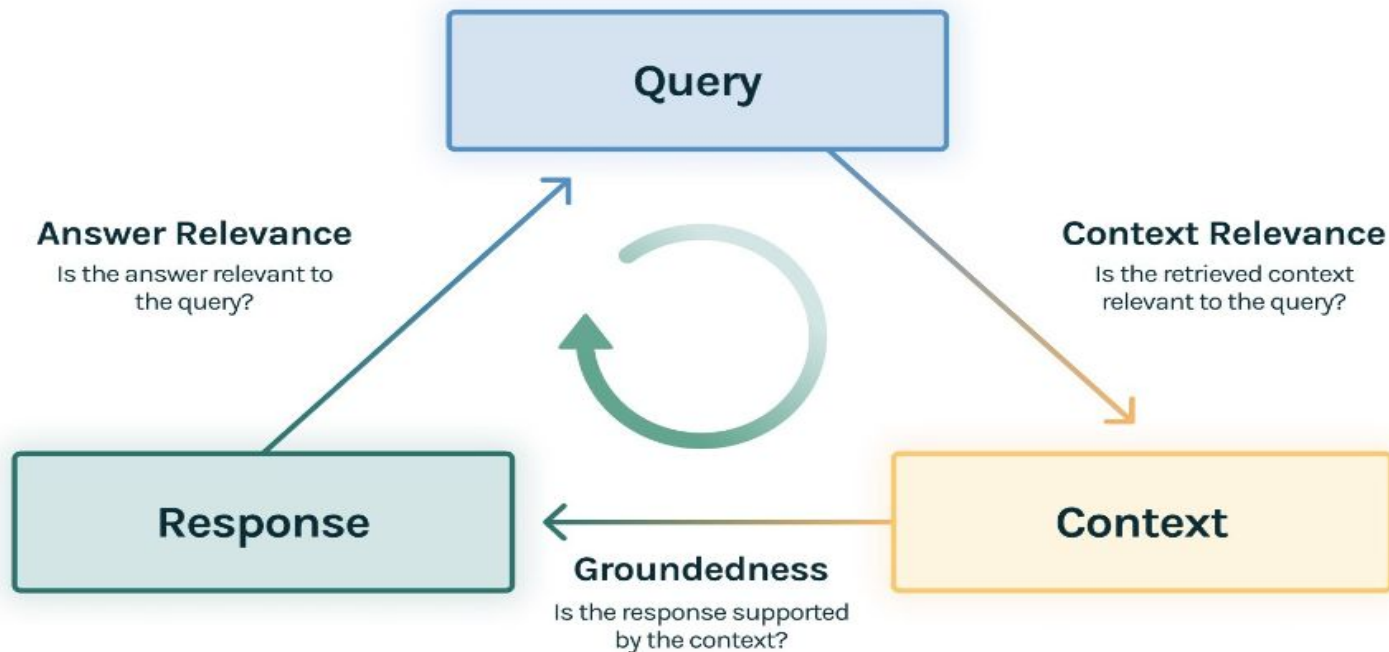 Query
Answer Relevance
Is the answer relevant to
the query?
Context Relevance
Is the retrieved context
relevant to the query?
Response
Context
Groundedness
Is the response supported
by the context?